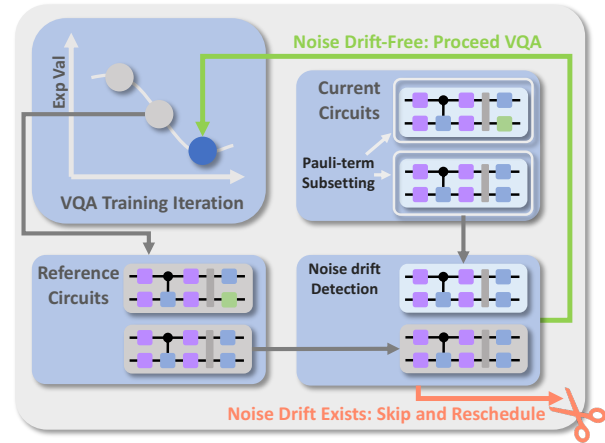 Noise Drift-Free: Proceed VQA
Exp Val
VQA Training Iteration
Current
Circuits
Pauli-term
Subsetting
Reference
Circuits
Noise drift
Detection
Noise Drift Exists: Skip and Reschedule